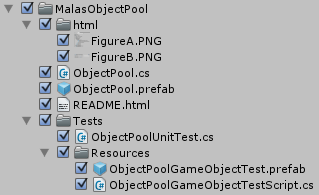 MalasObjectPool
html
FigureA.PNG
FigureB.PNG
ObjectPool.cs
ObjectPool.prefab
README.html
Tests
ObjectPoolUnitTest.cs
Resources
ObjectPoolGameObjectTest.prefab
ObjectPoolGameObjectTestScript.cs